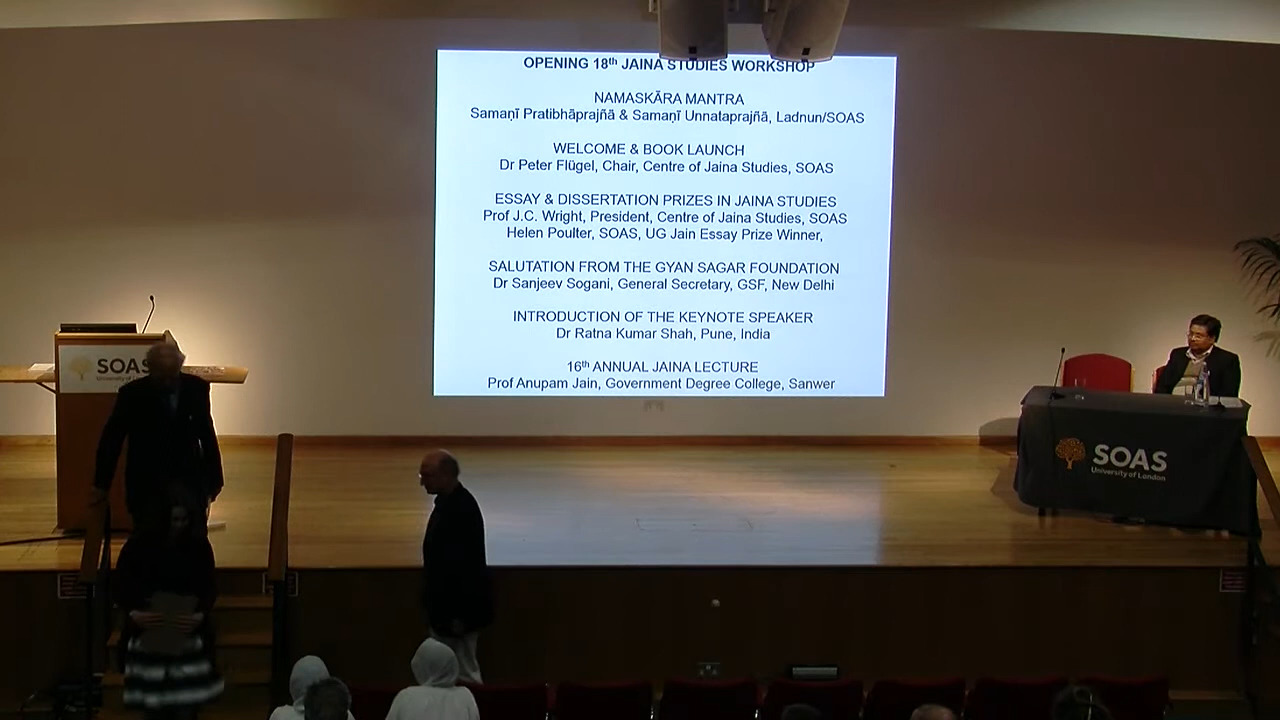 OPENING 18th JAINA STUDIES WORKSHOP
NAMASKĀRA MANTRA
Samaṇī Pratibhāprajñā & Samaṇī Unnataprajñā, Ladnun/SOAS
WELCOME & BOOK LAUNCH
Dr Peter Flügel, Chair, Centre of Jaina Studies, SOAS
ESSAY & DISSERTATION PRIZES IN JAINA STUDIES
Prof J.C. Wright, President, Centre of Jaina Studies, SOAS
Helen Poulter, SOAS, UG Jain Essay Prize Winner,
SALUTATION FROM THE GYAN SAGAR FOUNDATION
Dr Sanjeev Sogani, General Secretary, GSF, New Delhi
INTRODUCTION OF THE KEYNOTE SPEAKER
Dr Ratna Kumar Shah, Pune, India
16th ANNUAL JAINA LECTURE
Prof Anupam Jain, Government Degree College, Sanwer
SOAS
University of
SOAS
University of London